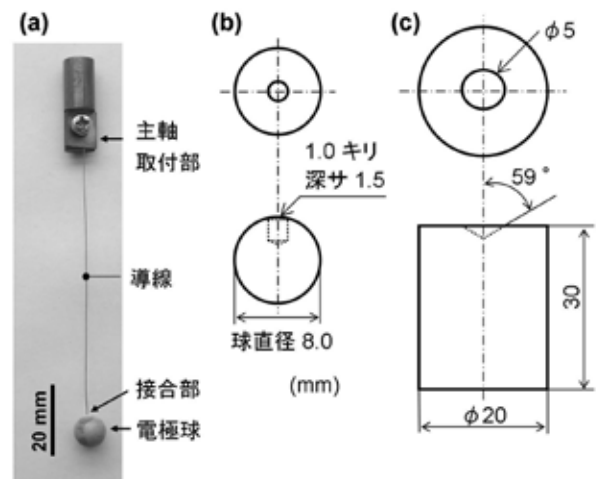 (a)
主軸
取付部
導線
接合部
電極球
20 mm
(b)
1.0 キリ
深サ 1.5
球直径 8.0
(mm)
(c)
φ5
59°
30
φ20